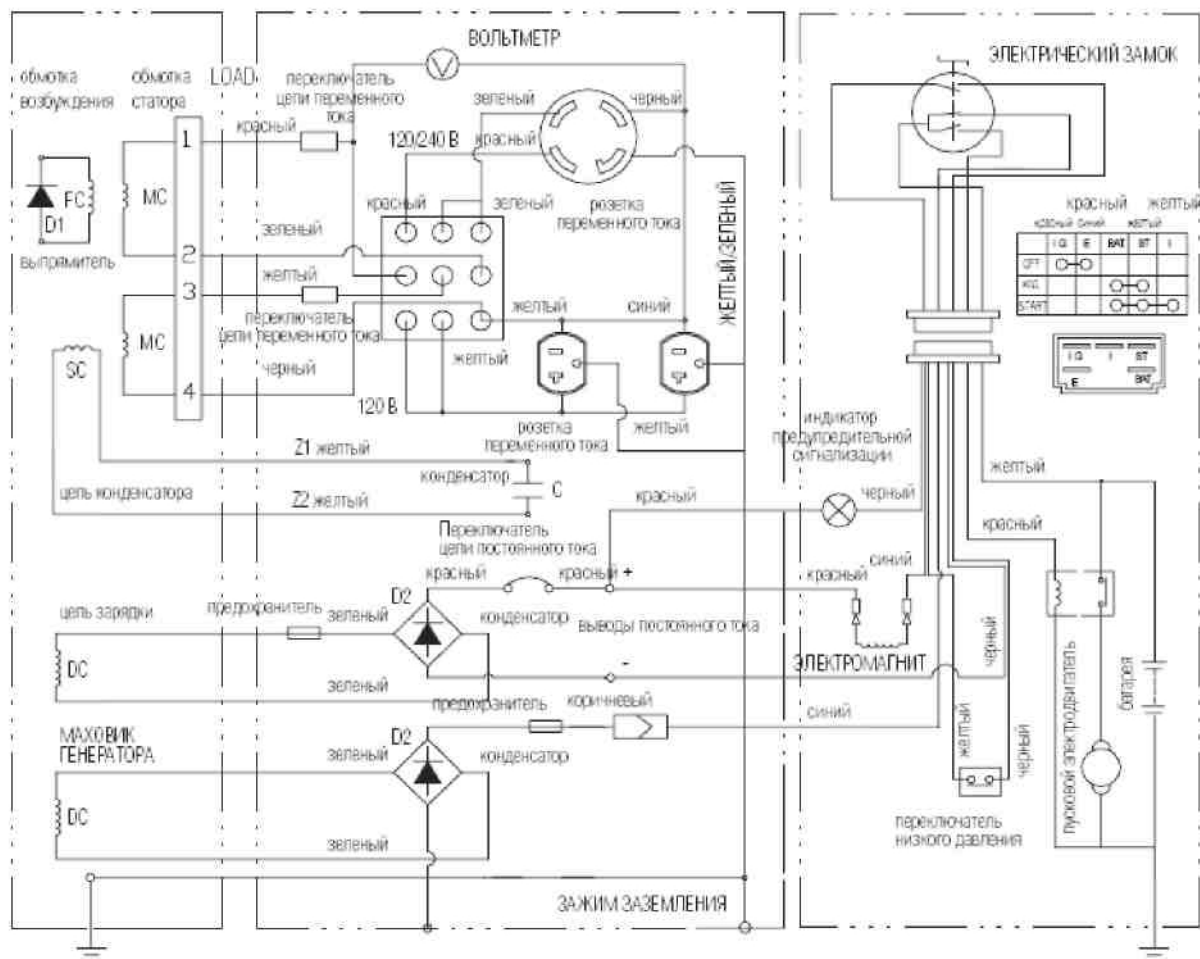 ВОЛЬТМЕТР
ЭЛЕКТРИЧЕСКИЙ ЗАМОК
обмотка
возбуждения
обмотка
статора
LOAD
переключатель
цепи переменного
тока
красный
зеленый
черный
120/240 В
красный
1
FC
D1
MC
выпрямитель
красный
зеленый
розетка
переменного тока
ЖЕЛТЫЙ/ЗЕЛЕНЫЙ
зеленый
2
желтый
3
переключатель
цепи переменного тока
желтый
синий
MC
SC
желтый
черный
4
120 В
розетка
переменного тока
желтый
Z1 желтый
конденсатор
C
цепь конденсатора
Z2 желтый
красный
желтый
красный
синий
желтый
IG
E
BAT
ST
I
OFF
START
IG
I
ST
E
BAT
индикатор
предупредительной
сигнализации
черный
желтый
красный
Переключатель
цепи постоянного тока
красный
красный +
красный
синий
цепь зарядки
предохранитель
зеленый
D2
конденсатор
выводы постоянного тока
ЭЛЕКТРОМАГНИТ
черный
DC
зеленый
-
предохранитель
коричневый
синий
МАХОВИК
ГЕНЕРАТОРА
зеленый
D2
конденсатор
желтый
черный
пусковой электродвигатель
батарея
DC
зеленый
переключатель
низкого давления
ЗАЖИМ ЗАЗЕМЛЕНИЯ